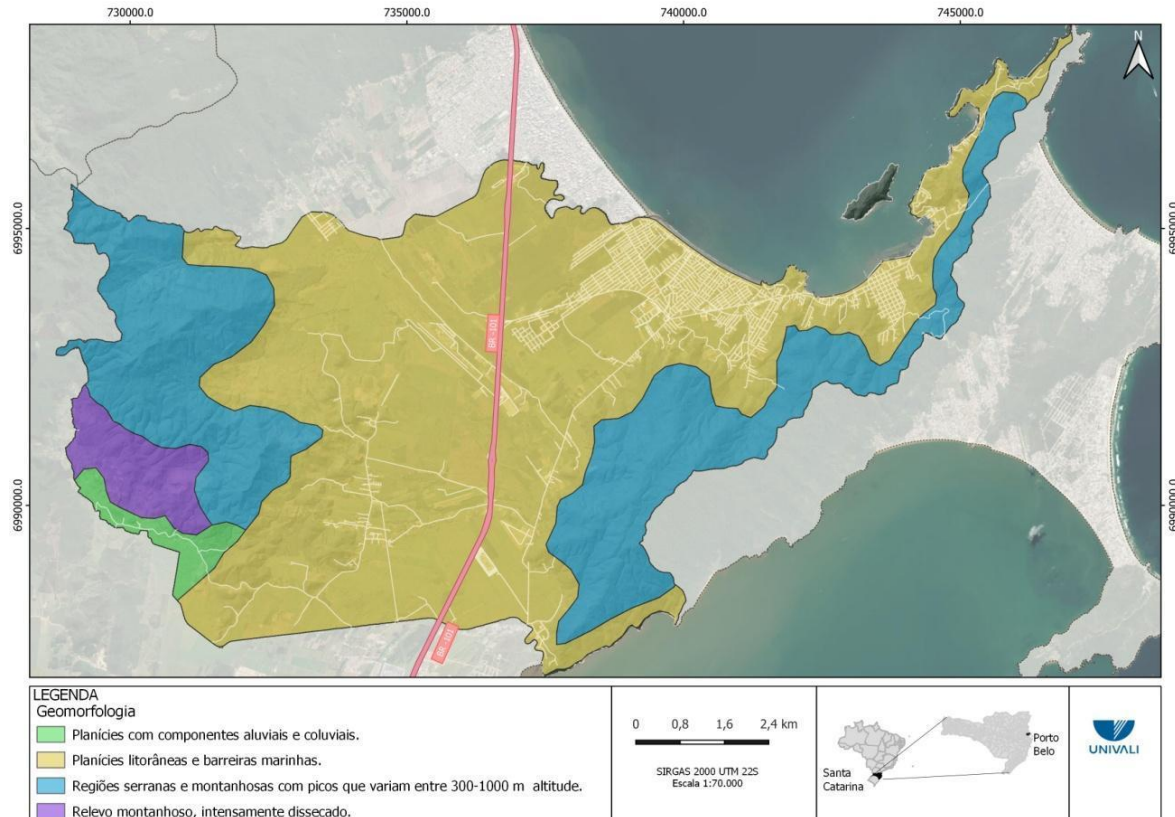 730000.0 735000.0 740000.0 745000.0
N
6995000.0 6995000.0
BR -101
6990000.0 6990000.0
BR -101
LEGENDA
Geomorfologia
Planícies com componentes aluviais e coluviais.
Planícies litorâneas e barreiras marinhas.
Regiões serranas e montanhosas com picos que variam entre 300-1000 m altitude.
Relevo montanhoso, intensamente dissecado.
0 0,8 1,6 2,4 km
SIRGAS 2000 UTM 22S
Escala 1:70.000
Porto
Belo
Santa
Catarina
UNIVALI